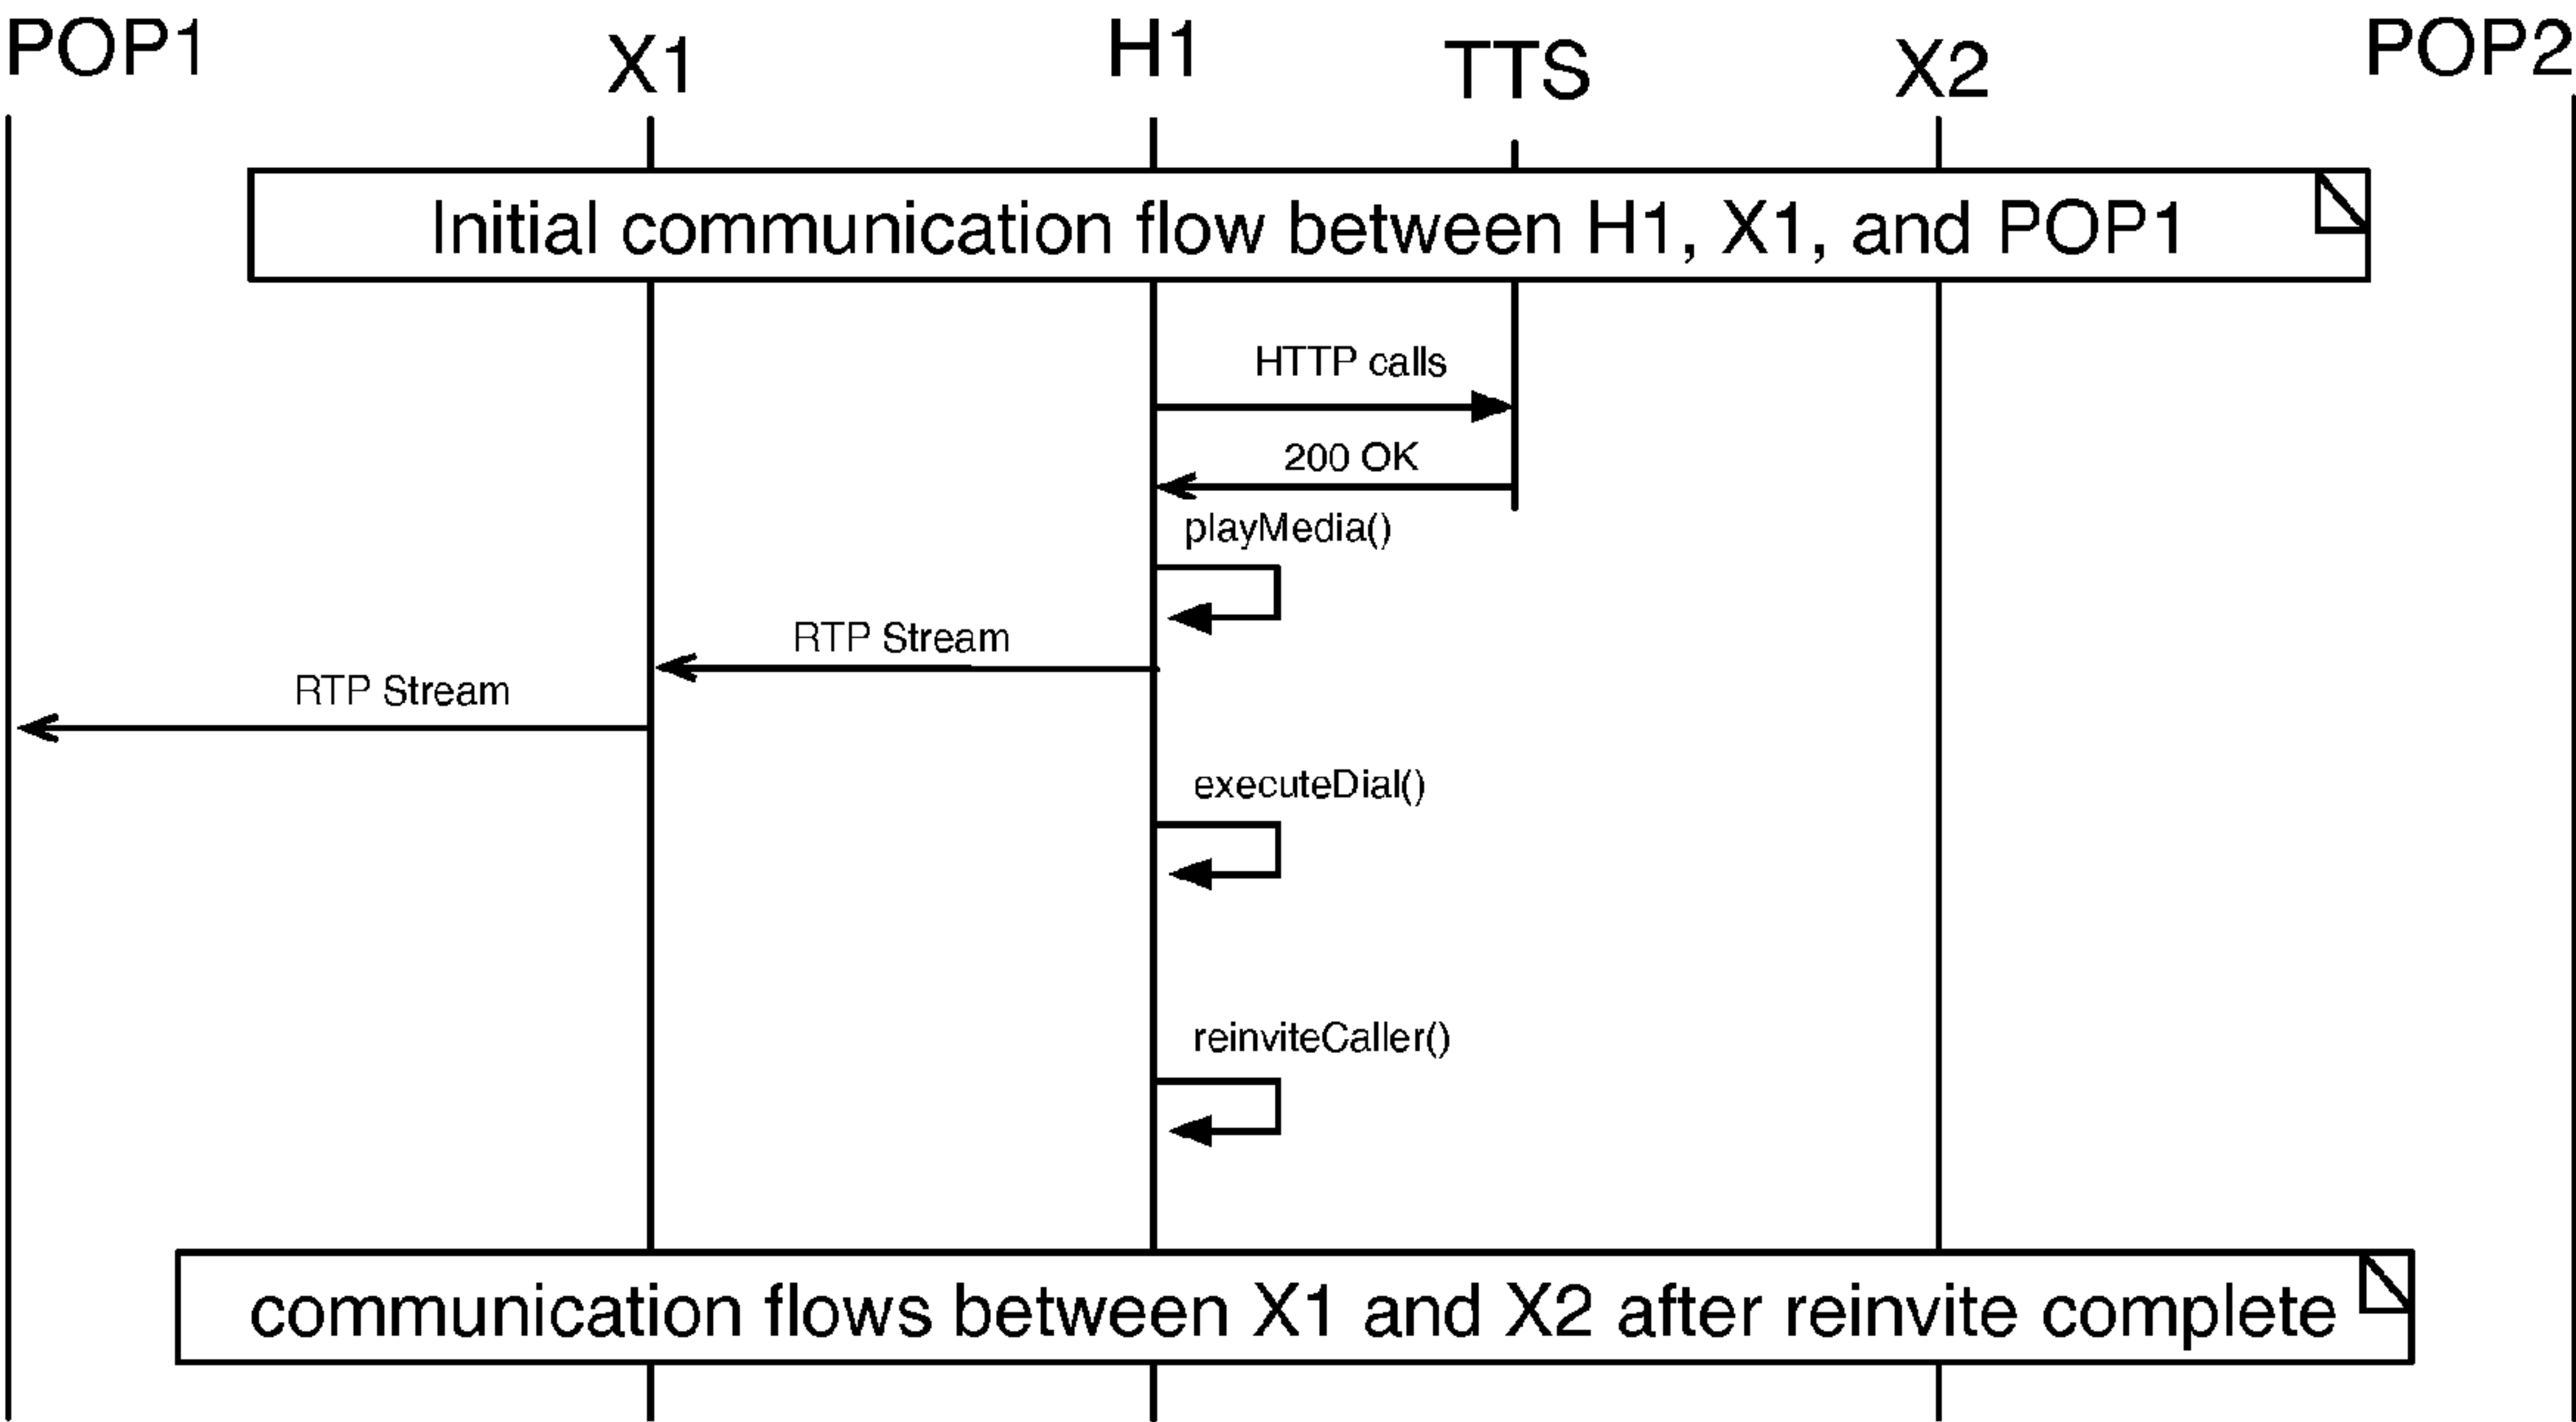 POP1
X1
H1
TTS
X2
POP2
Initial communication flow between H1, X1, and POP1
HTTP calls
200 OK
playMedia()
RTP Stream
RTP Stream
executeDial()
reinviteCaller()
communication flows between X1 and X2 after reinvite complete